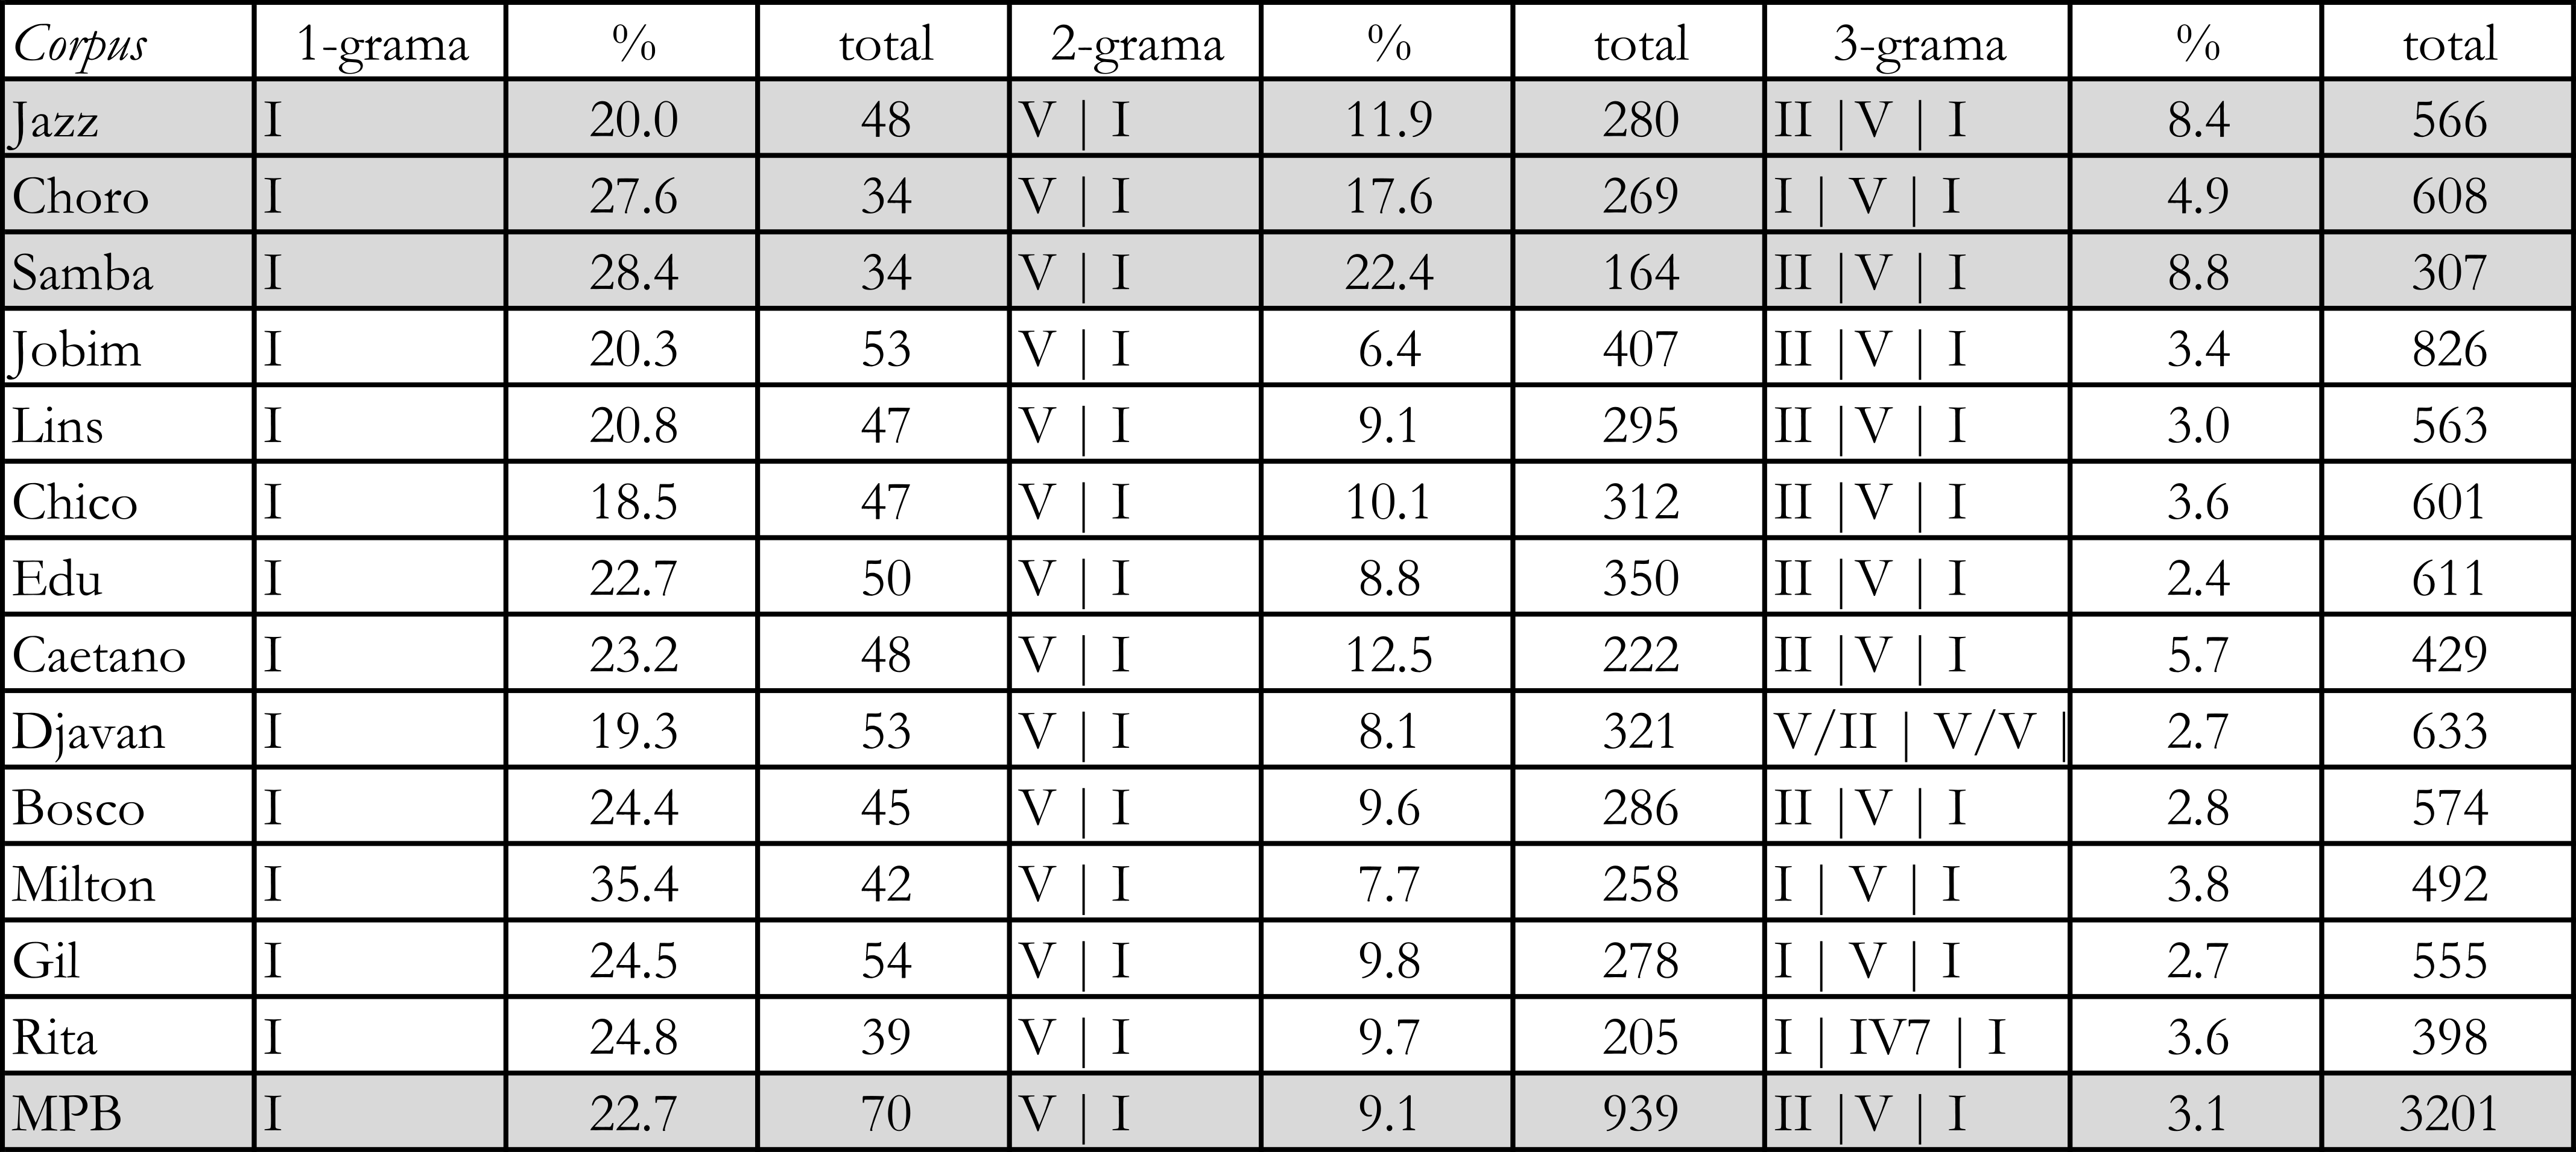 Corpus 1-grama % total 2-grama % total 3-grama % total
Jazz I 20.0 48 V | I 11.9 280 II |V | I 8.4 566
Choro I 27.6 34 V | I 17.6 269 I | V | I 4.9 608
Samba I 28.4 34 V | I 22.4 164 II |V | I 8.8 307
Jobim I 20.3 53 V | I 6.4 407 II |V | I 3.4 826
Lins I 20.8 47 V | I 9.1 295 II |V | I 3.0 563
Chico I 18.5 47 V | I 10.1 312 II |V | I 3.6 601
Edu I 22.7 50 V | I 8.8 350 II |V | I 2.4 611
Caetano I 23.2 48 V | I 12.5 222 II |V | I 5.7 429
Djavan I 19.3 53 V | I 8.1 321 V/II | V/V | 2.7 633
Bosco I 24.4 45 V | I 9.6 286 II |V | I 2.8 574
Milton I 35.4 42 V | I 7.7 258 I | V | I 3.8 492
Gil I 24.5 54 V | I 9.8 278 I | V | I 2.7 555
Rita I 24.8 39 V | I 9.7 205 I | IV7 | I 3.6 398
MPB I 22.7 70 V | I 9.1 939 II |V | I 3.1 3201